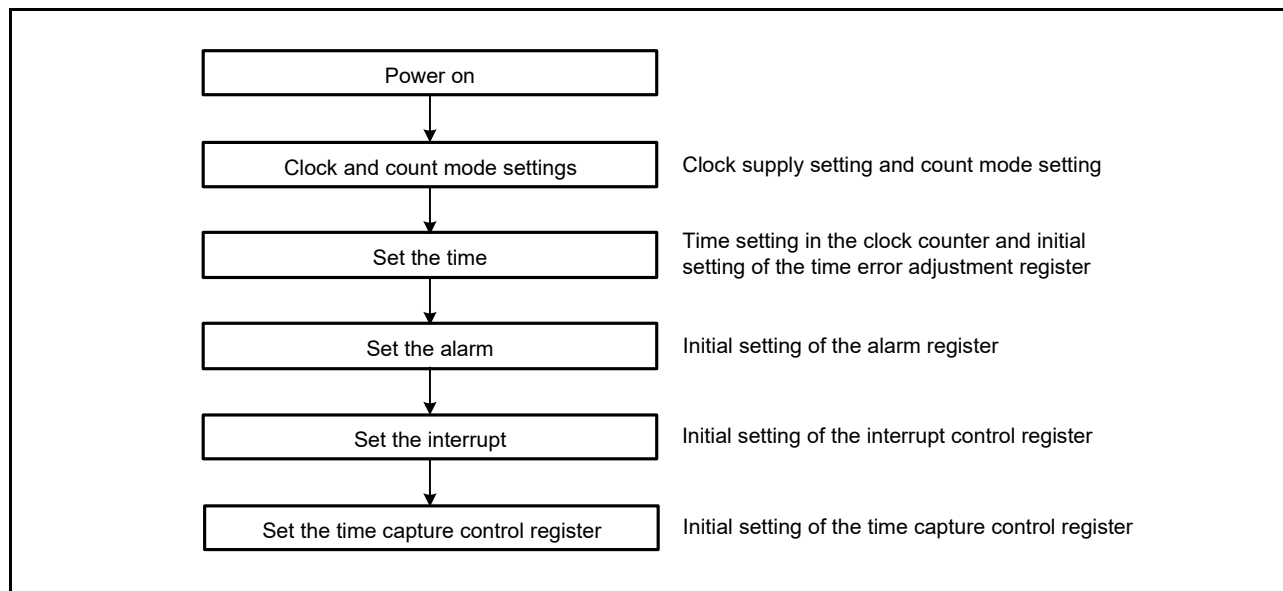 Power on
Clock and count mode settings
Clock supply setting and count mode setting
Set the time
Time setting in the clock counter and initial
setting of the time error adjustment register
Set the alarm
Initial setting of the alarm register
Set the interrupt
Initial setting of the interrupt control register
Set the time capture control register
Initial setting of the time capture control register